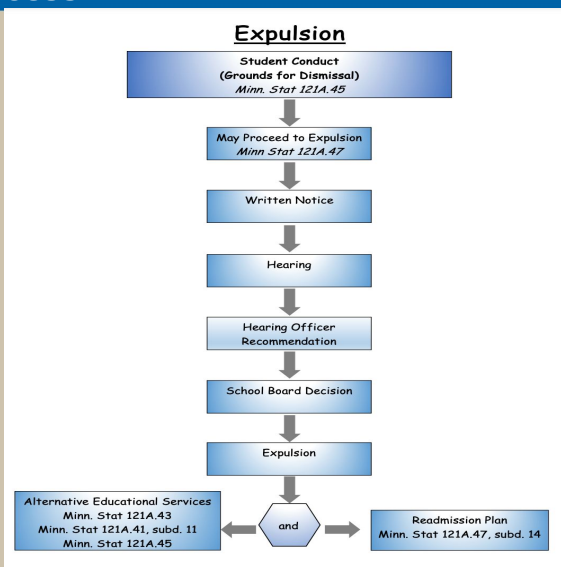 Expulsion
Student Conduct
(Grounds for Dismissal)
Minn. Stat 121A.45
May Proceed to Expulsion
Minn Stat 121A.47
Written Notice
Hearing
Hearing Officer
Recommendation
School Board Decision
Expulsion
Alternative Educational Services
Minn. Stat 121A.43
Minn. Stat 121A.41, subd. 11
Minn. Stat 121A.45
and
Readmission Plan
Minn. Stat 121A.47, subd. 14